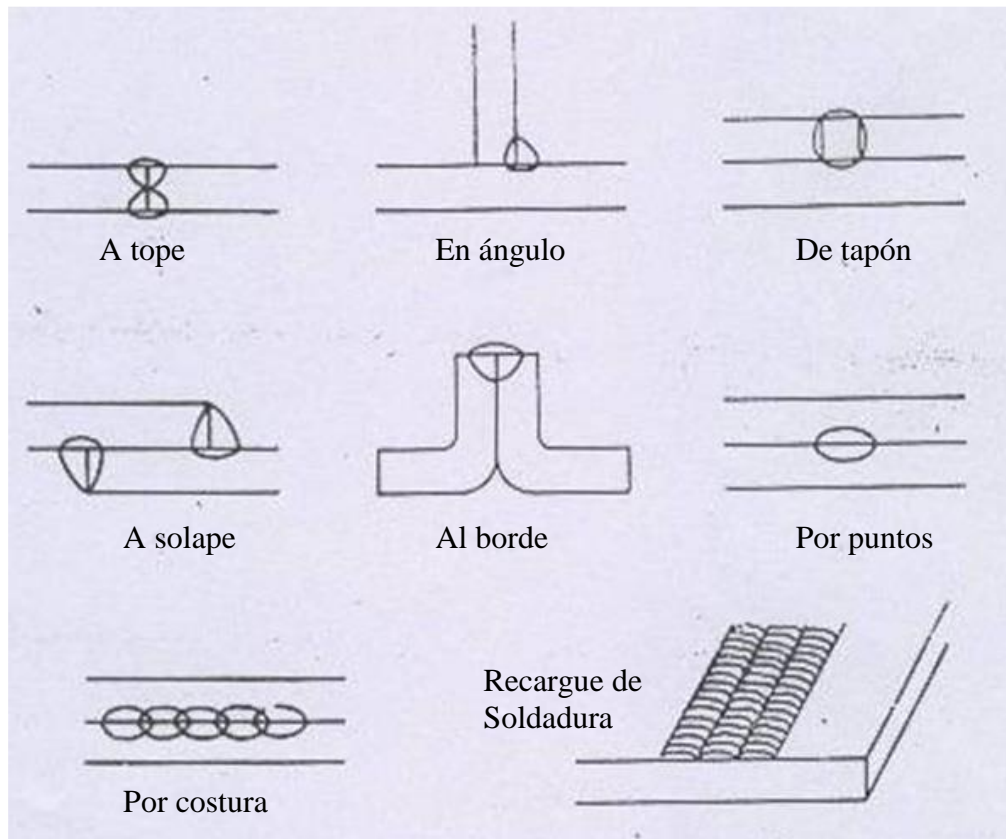 A tope
En ángulo
De tapón
A solape
Al borde
Por puntos
Por costura
Recargue de
Soldadura